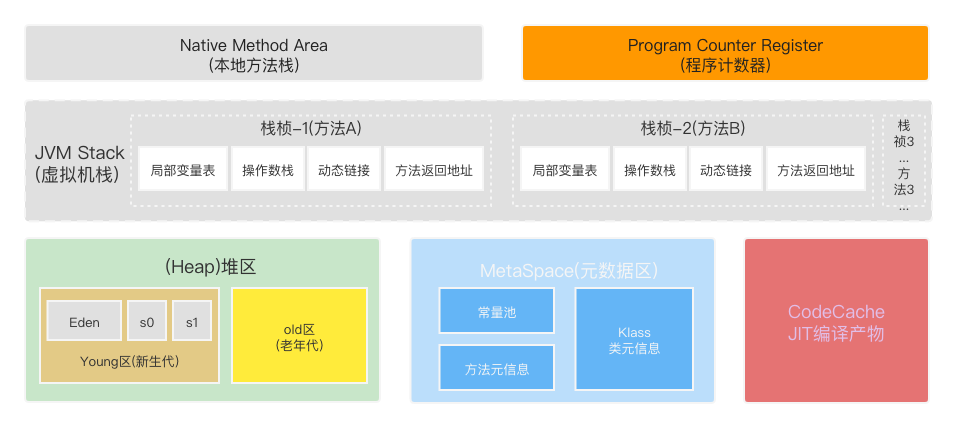 Native Method Area
(本地方法栈)
Program Counter Register
(程序计数器)
JVM Stack
(虚拟机栈)
栈桢-1(方法A)
局部变量表
操作数栈
动态链接
方法返回地址
栈桢-2(方法B)
局部变量表
操作数栈
动态链接
方法返回地址
栈
祯3
...
方
法3
...
(Heap)堆区
Eden
s0
s1
Young区(新生代)
old区
(老年代)
MetaSpace(元数据区)
常量池
方法元信息
Klass
类元信息
CodeCache
JIT编译产物